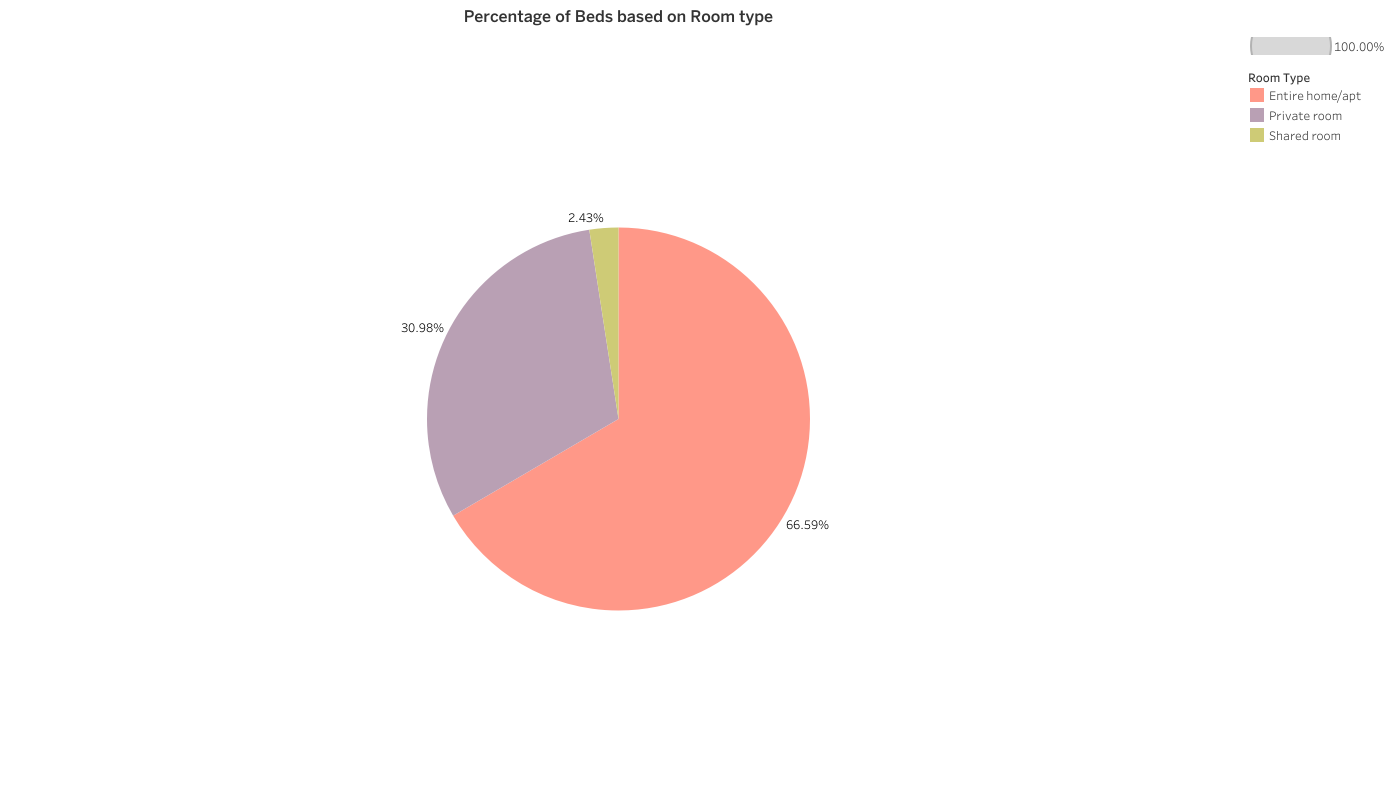 Percentage of Beds based on Room type
100.00%
Room Type
Entire home/apt
Private room
Shared room
2.43%
30.98%
66.59%